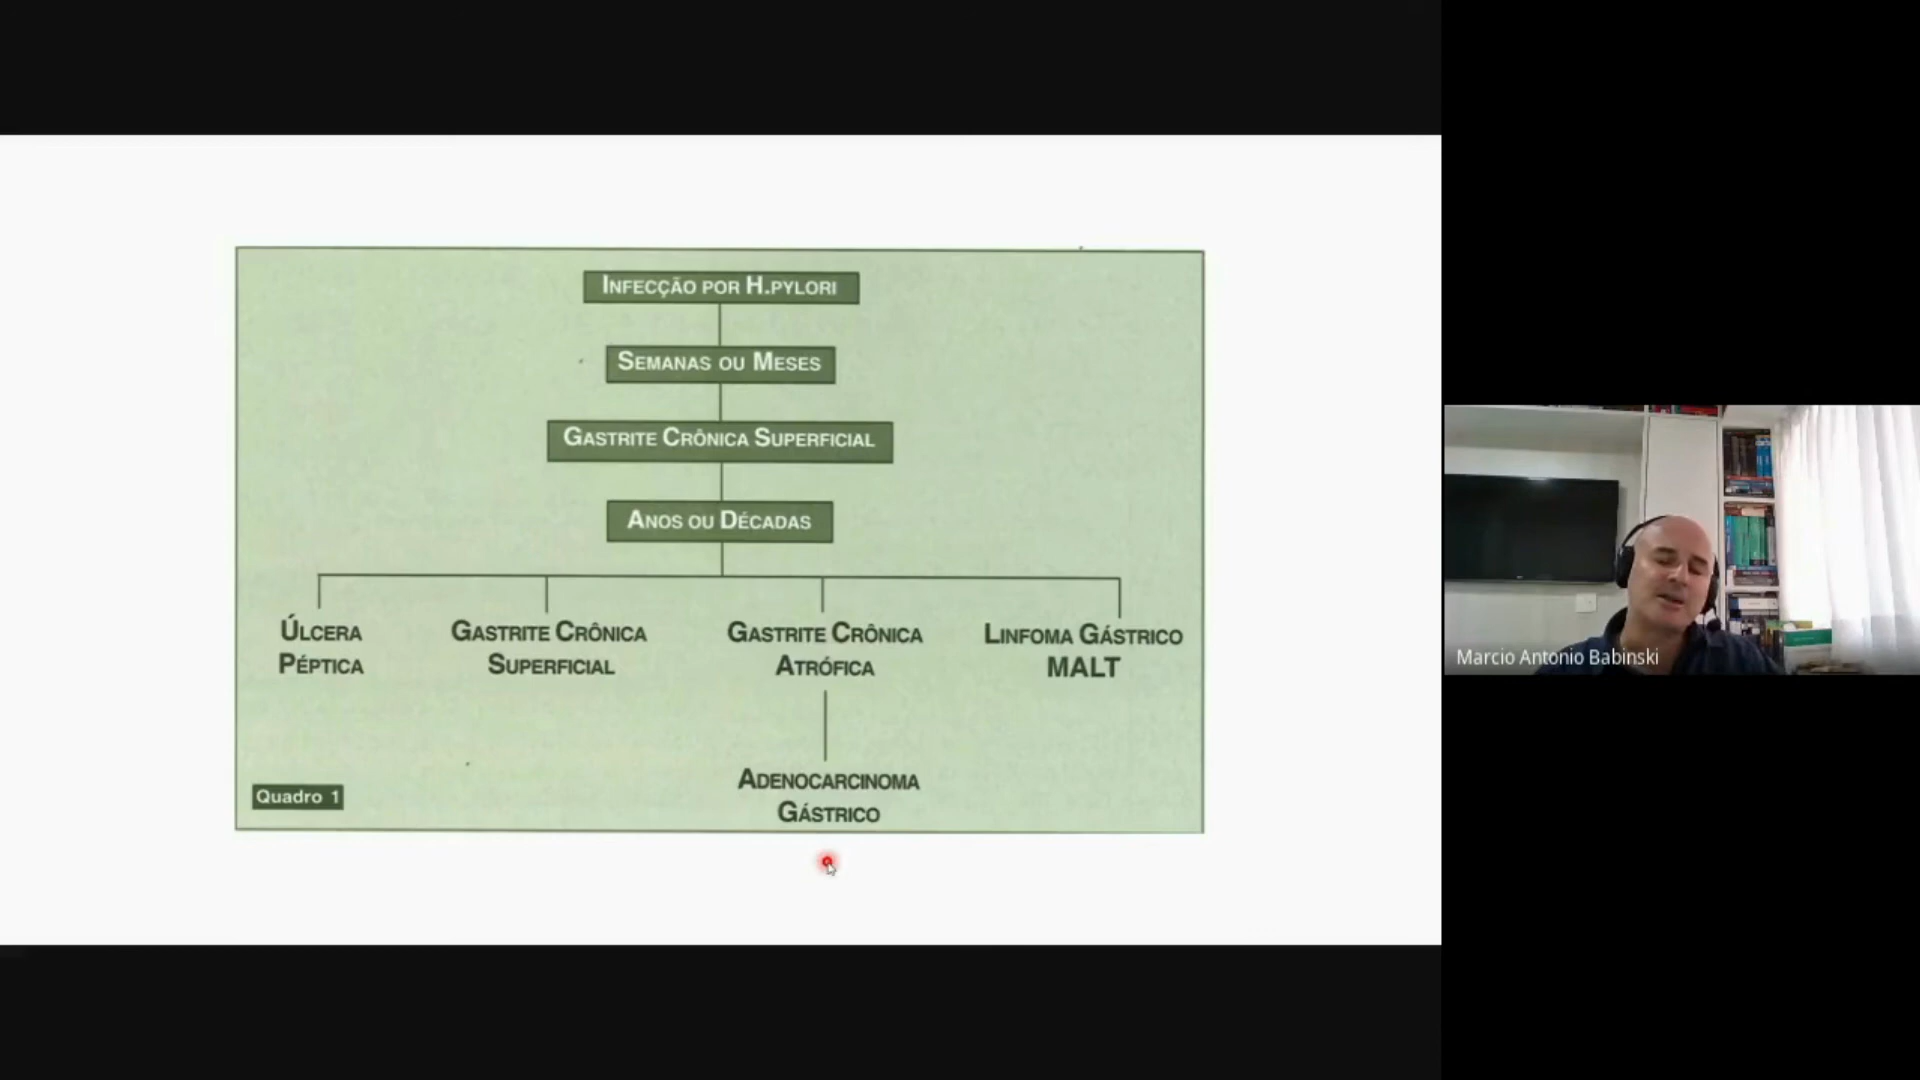 INFECÇÃO POR H.PYLORI
SEMANAS OU MESES
GASTRITE CRÔNICA SUPERFICIAL
ANOS OU DÉCADAS
ÚLCERA
PÉPTICA
GASTRITE CRÔNICA
SUPERFICIAL
GASTRITE CRÔNICA
ATRÓFICA
LINFOMA GÁSTRICO
MALT
ADENOCARCINOMA
GÁSTRICO
Quadro 1
Marcio Antonio Babinski